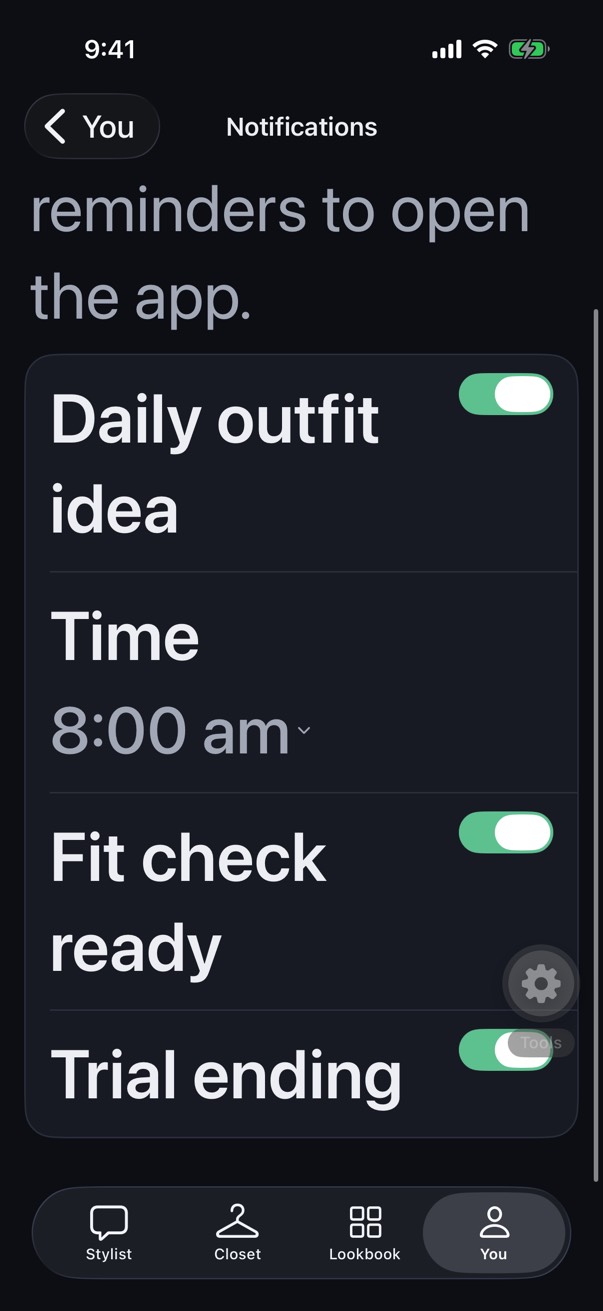 9:41
You
Notifications
reminders to open
the app.
Daily outfit
idea
Time
8:00 am
Fit check
ready
Tools
Trial ending
Stylist
Closet
Lookbook
You